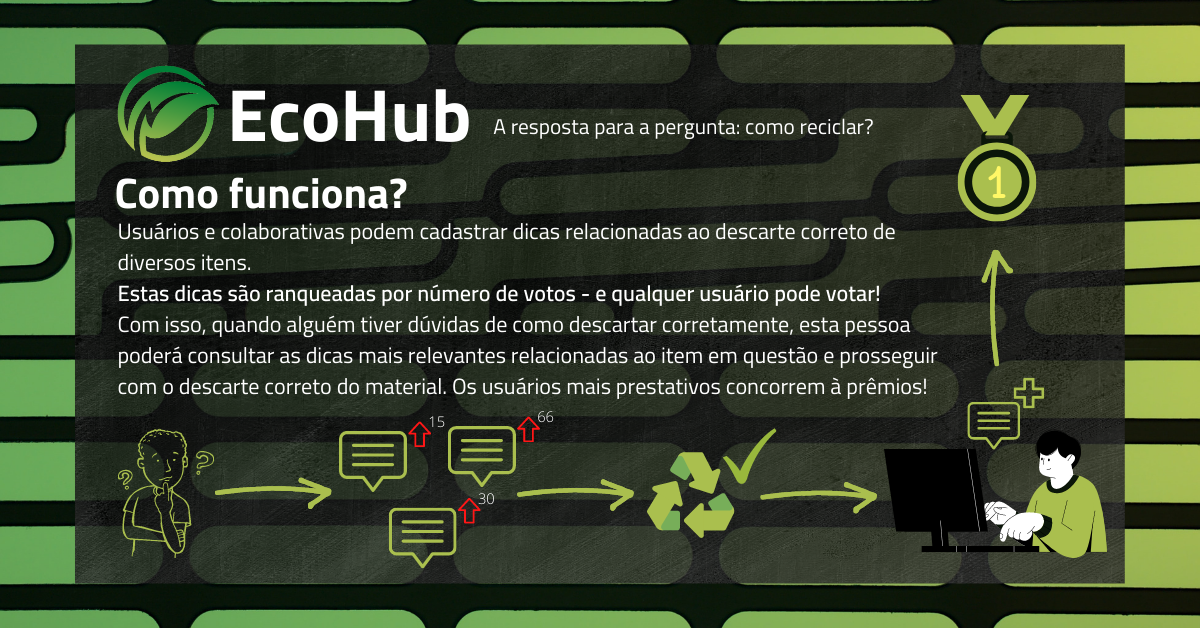 EcoHub
A resposta para a pergunta: como reciclar?
1
Como funciona?
Usuários e colaborativas podem cadastrar dicas relacionadas ao descarte correto de
diversos itens.
Estas dicas são ranqueadas por número de votos - e qualquer usuário pode votar!
Com isso, quando alguém tiver dúvidas de como descartar corretamente, esta pessoa
poderá consultar as dicas mais relevantes relacionadas ao item em questão e prosseguir
com o descarte correto do material. Os usuários mais prestativos concorrem à prêmios!
? ?
15
66
30